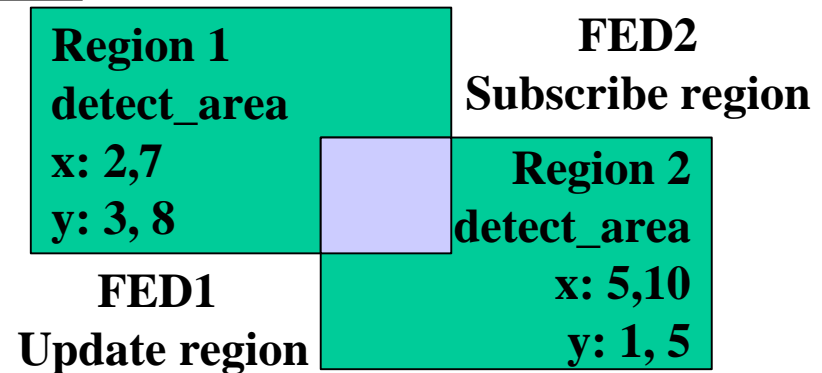 Region 1
detect_area
x: 2,7
y: 3, 8
FED2
Subscribe region
Region 2
detect_area
x: 5,10
y: 1, 5
FED1
Update region